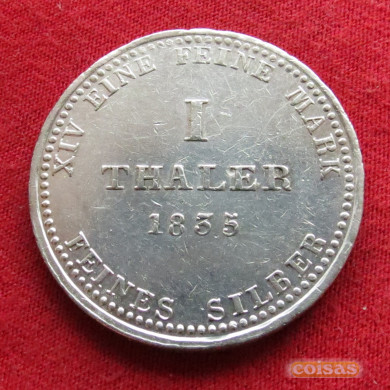 XIV EINE FEINE MARK
I
THALER
1835
FEINES SILBER
coisas